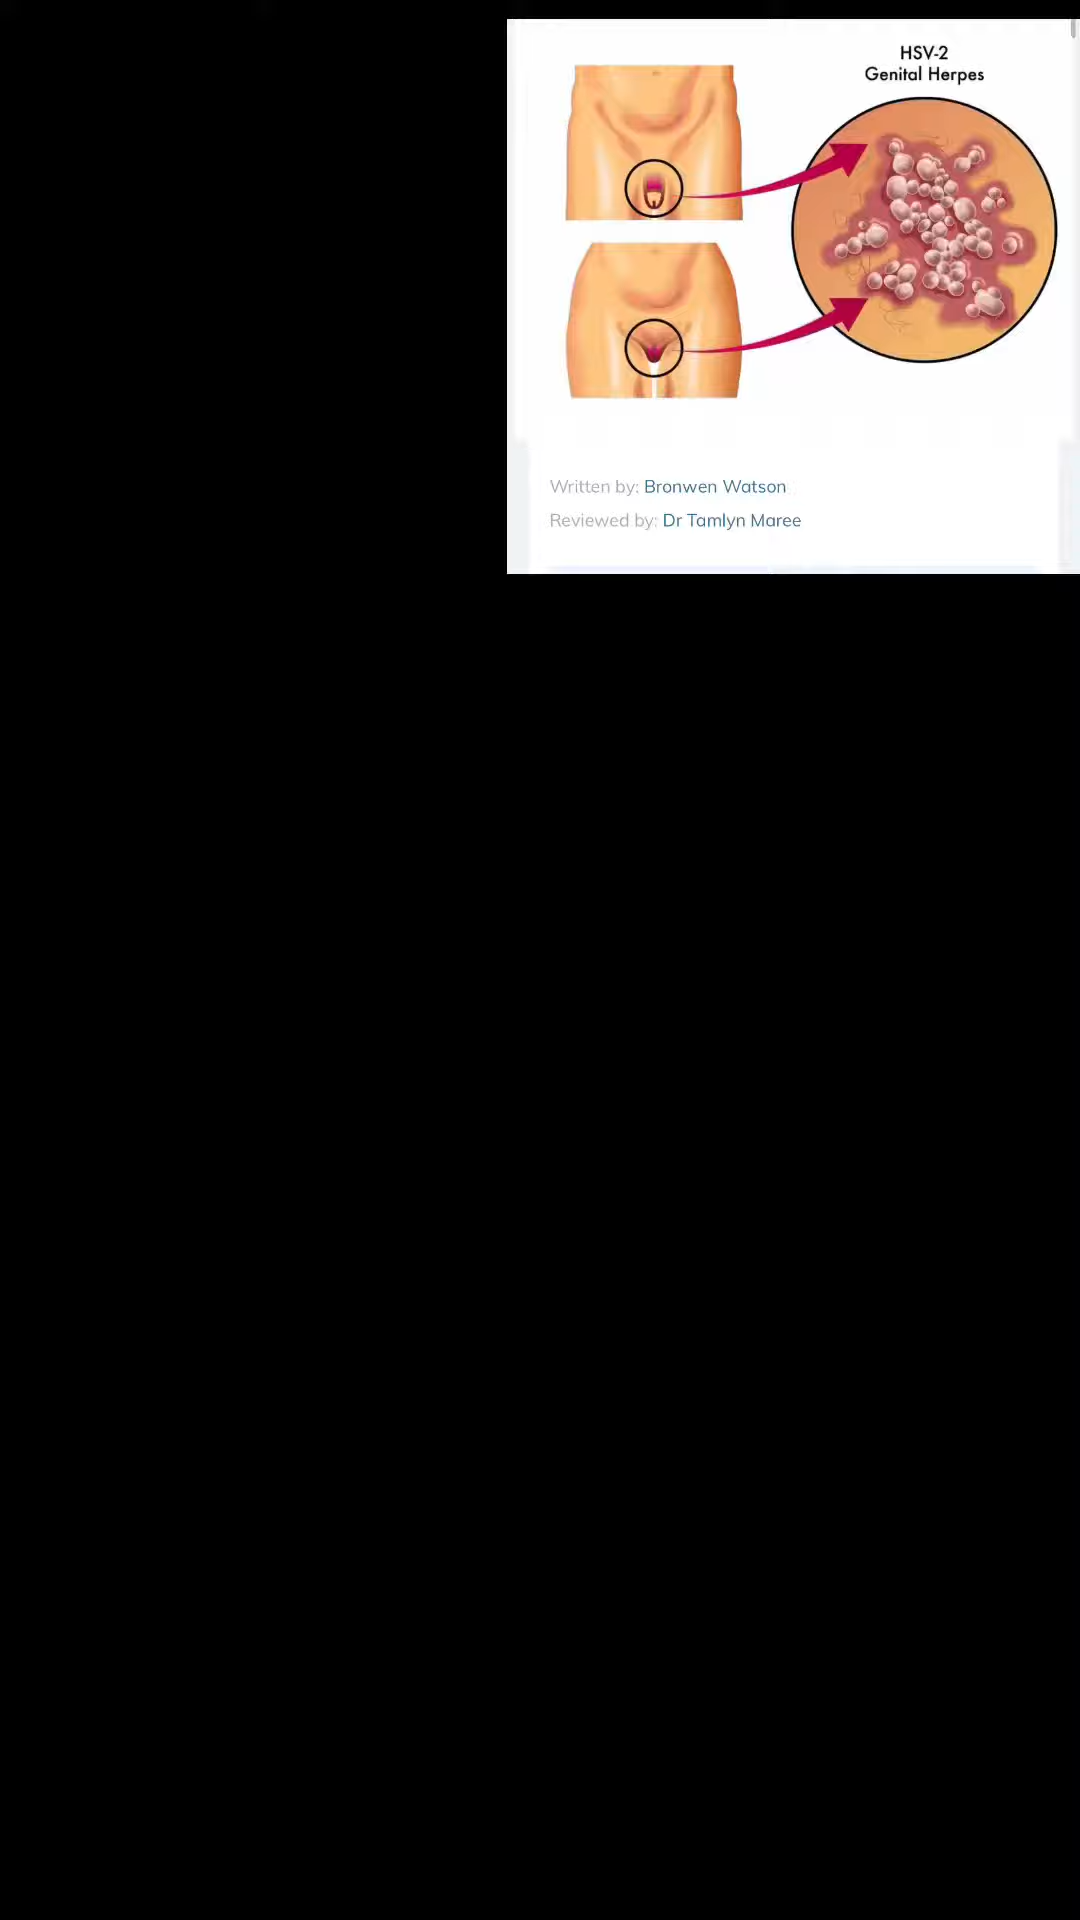 HSV-2
Genital Herpes
Written by: Bronwen Watson
Reviewed by: Dr Tamlyn Maree